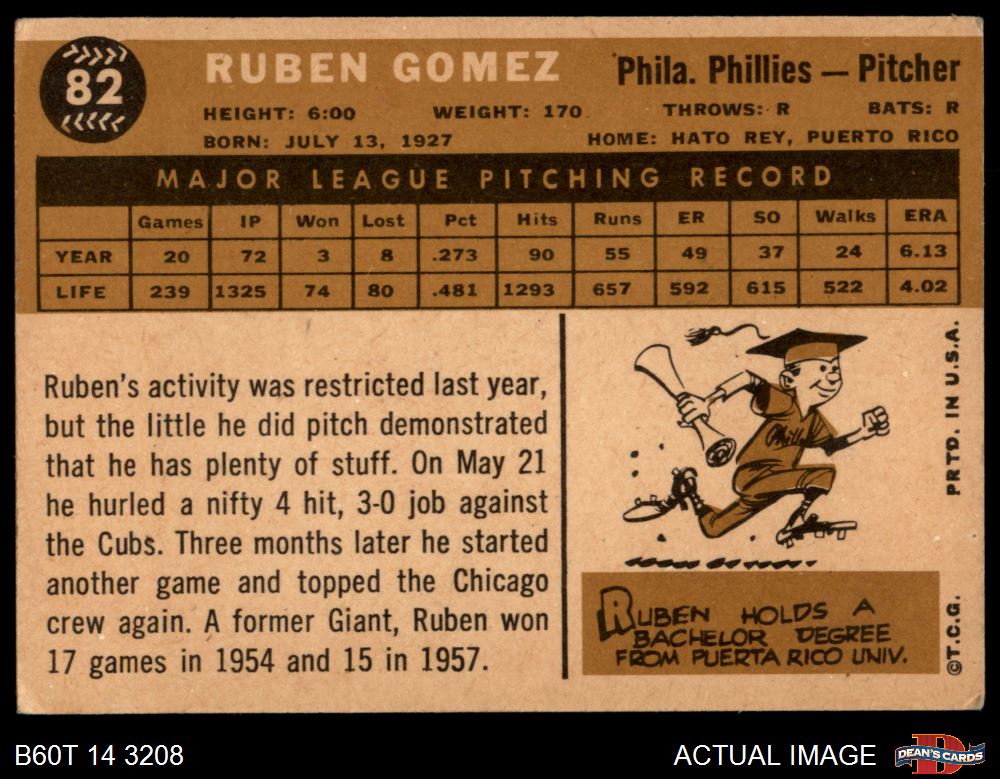 82
RUBEN GOMEZ
Phila. Phillies — Pitcher
HEIGHT: 6:00 WEIGHT: 170 THROWS: R BATS: R
BORN: JULY 13, 1927 HOME: HATO REY, PUERTO RICO
MAJOR LEAGUE PITCHING RECORD
Games IP Won Lost Pct Hits Runs ER SO Walks ERA
YEAR 20 72 3 8 .273 90 55 49 37 24 6.13
LIFE 239 1325 74 80 .481 1293 657 592 615 522 4.02
Ruben's activity was restricted last year,
but the little he did pitch demonstrated
that he has plenty of stuff. On May 21
he hurled a nifty 4 hit, 3-0 job against
the Cubs. Three months later he started
another game and topped the Chicago
crew again. A former Giant, Ruben won
17 games in 1954 and 15 in 1957.
Phills
RUBEN HOLDS A
BACHELOR DEGREE
FROM PUERTA RICO UNIV.
PRTD. IN U.S.A.
©T.C.G.
B60T 14 3208
ACTUAL IMAGE
D
DEAN'S CARDS